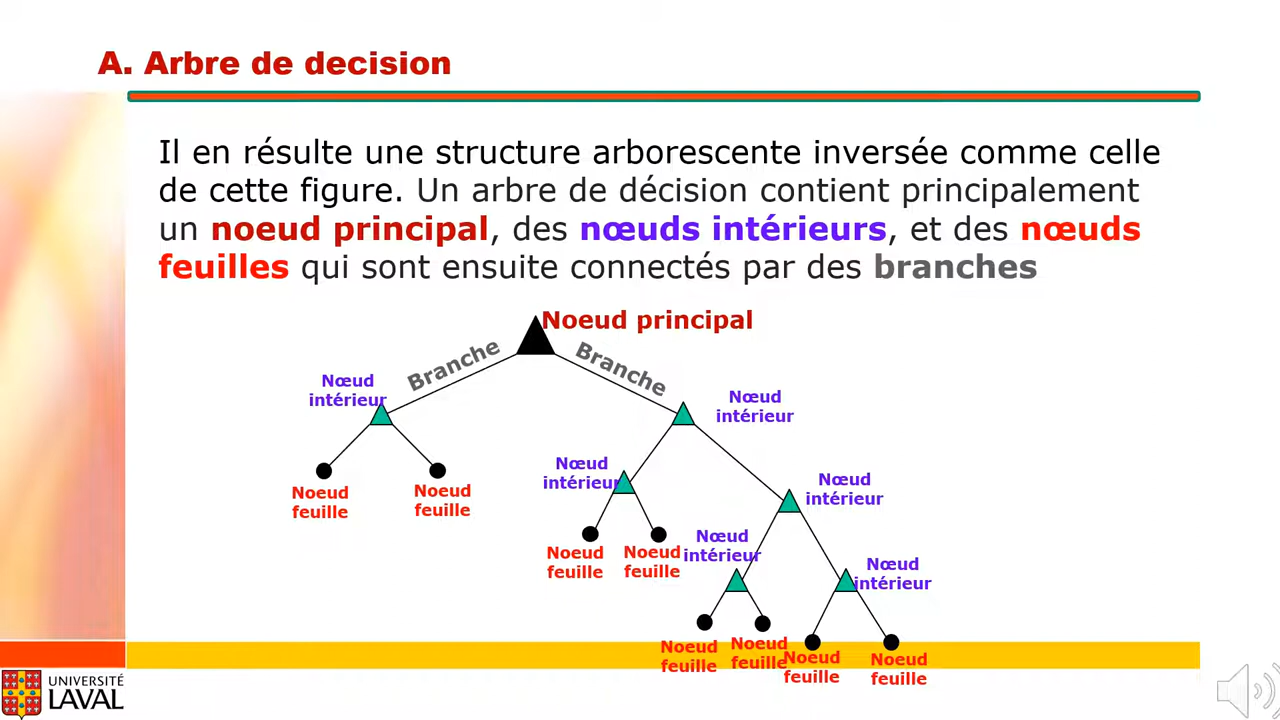 A. Arbre de decision
Il en résulte une structure arborescente inversée comme celle
de cette figure. Un arbre de décision contient principalement
un noeud principal, des nœuds intérieurs, et des nœuds
feuilles qui sont ensuite connectés par des branches
Noeud principal
Branche
Branche
Nœud
intérieur
Nœud
intérieur
Nœud
intérieur
Nœud
intérieur
Noeud
feuille
Noeud
feuille
Nœud
intérieur
Noeud
feuille
Noeud
feuille
Nœud
intérieur
Noeud
feuille
Noeud
feuille
Noeud
feuille
Noeud
feuille
UNIVERSITÉ
LAVAL